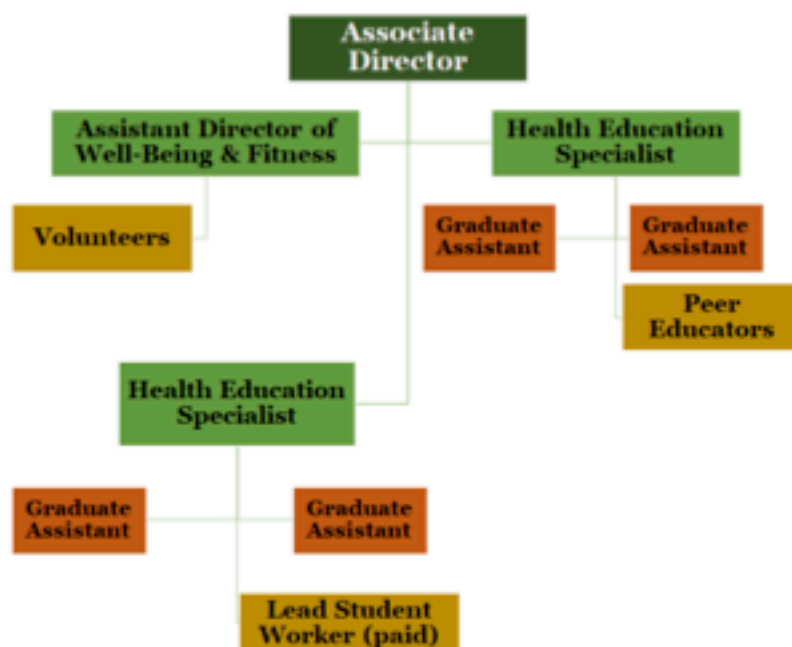 Associate
Director
Assistant Director of
Well-Being & Fitness
Health Education
Specialist
Volunteers
Graduate
Assistant
Graduate
Assistant
Peer
Educators
Health Education
Specialist
Graduate
Assistant
Graduate
Assistant
Lead Student
Worker (paid)